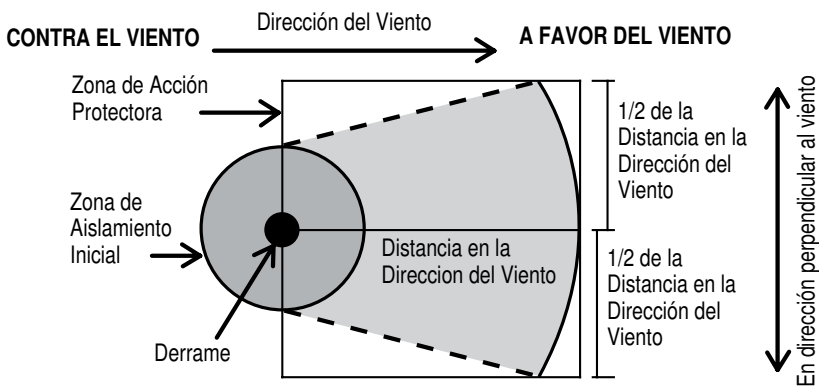 CONTRA EL VIENTO
Dirección del Viento
A FAVOR DEL VIENTO
Zona de Acción
Protectora
1/2 de la
Distancia en la
Dirección del
Viento
Zona de
Aislamiento
Inicial
Distancia en la
Direccion del Viento
1/2 de la
Distancia en la
Dirección del
Viento
Derrame
En dirección perpendicular al viento